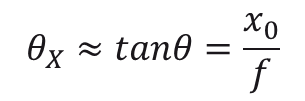 θ_X ≈ tanθ = x_0 / f